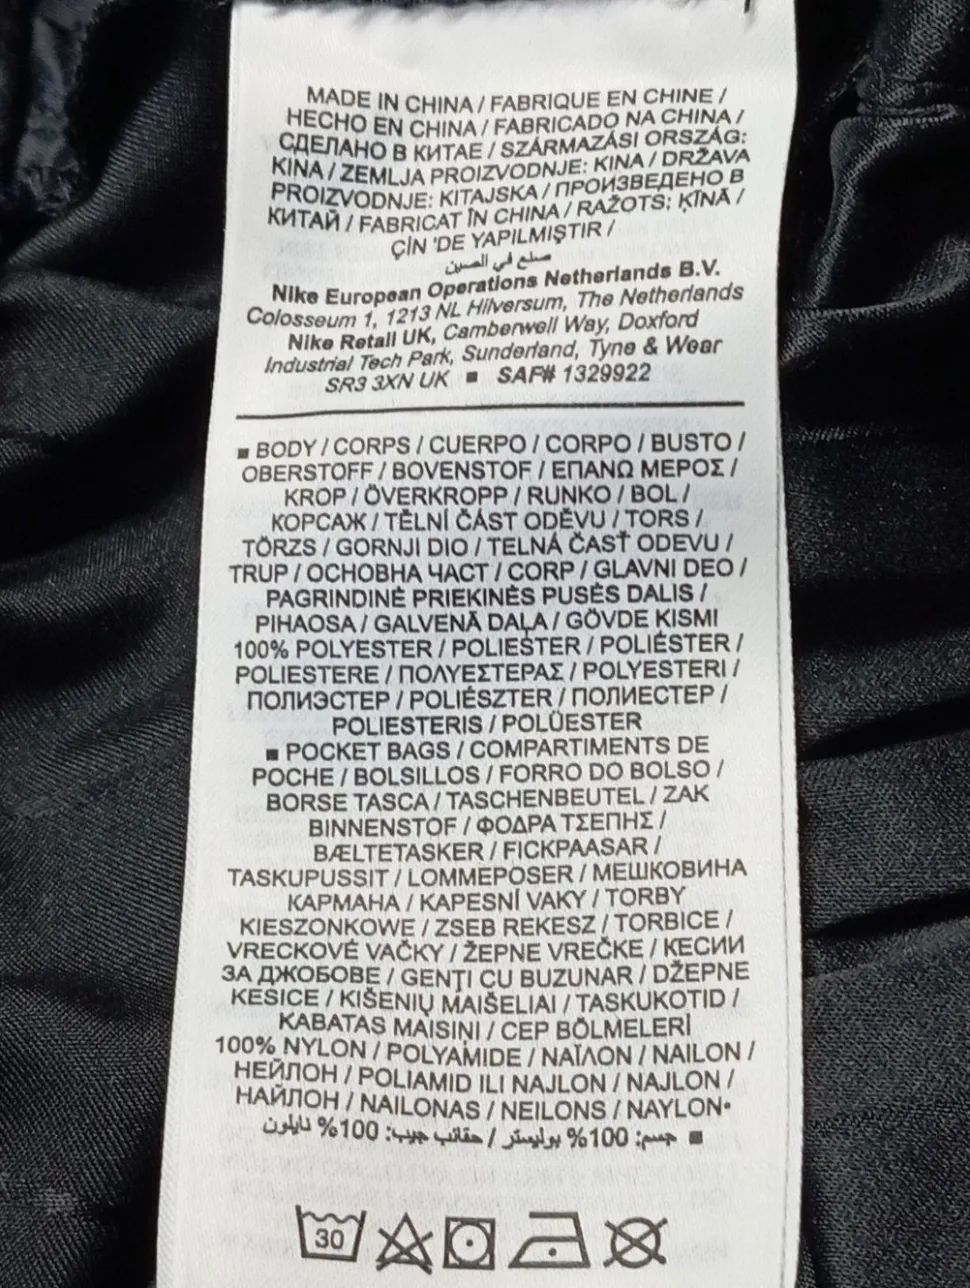 MADE IN CHINA / FABRIQUE EN CHINE /
HECHO EN CHINA / FABRICADO NA CHINA /
СДЕЛАНО В КИТАЕ / SZÁRMAZÁSI ORSZÁG:
KINA / ZEMLJA PROIZVODNJE: KINA / DRŽAVA
PROIZVODNJE: KITAJSKA / ПРОИЗВЕДЕНО В
КИТАЙ / FABRICAT ÎN CHINA / RAŽOTS: ĶĪNĀ /
ÇİN 'DE YAPILMIŞTIR /
صنع في الصين
Nike European Operations Netherlands B.V.
Colosseum 1, 1213 NL Hilversum, The Netherlands
Nike Retail UK, Camberwell Way, Doxford
Industrial Tech Park, Sunderland, Tyne & Wear
SR3 3XN UK ■ SAF# 1329922
■ BODY / CORPS / CUERPO / CORPO / BUSTO /
OBERSTOFF / BOVENSTOF / ΕΠΑΝΩ ΜΕΡΟΣ /
KROP / ÖVERKROPP / RUNKO / BOL /
КОРСАЖ / TĚLNÍ ČÁST ODĚVU / TORS /
TÖRZS / GORNJI DIO / TELNÁ ČASŤ ODEVU /
TRUP / ОСНОВНА ЧАСТ / CORP / GLAVNI DEO /
PAGRINDINĖ PRIEKINĖS PUSĖS DALIS /
PIHAOSA / GALVENĀ DAĻA / GÖVDE KISMI
100% POLYESTER / POLIESTER / POLIÉSTER /
POLIESTERE / ΠΟΛΥΕΣΤΕΡΑΣ / POLYESTERI /
ПОЛИЭСТЕР / POLIÉSZTER / ПОЛИЕСТЕР /
POLIESTERIS / POLÜESTER
■ POCKET BAGS / COMPARTIMENTS DE
POCHE / BOLSILLOS / FORRO DO BOLSO /
BORSE TASCA / TASCHENBEUTEL / ZAK
BINNENSTOF / ΦΟΔΡΑ ΤΣΕΠΗΣ /
BÆLTETASKER / FICKPAASAR /
TASKUPUSSIT / LOMMEPOSER / МЕШКОВИНА
КАРМАНА / KAPESNÍ VAKY / TORBY
KIESZONKOWE / ZSEB REKESZ / TORBICE /
VRECKOVÉ VAČKY / ŽEPNE VREČKE / КЕСИИ
ЗА ДЖОБОВЕ / GENŢI CU BUZUNAR / DŽEPNE
KESICE / KIŠENIŲ MAIŠELIAI / TASKUKOTID /
KABATAS MAISIŅI / CEP BÖLMELERİ
100% NYLON / POLYAMIDE / ΝΑΪΛΟΝ / NAILON /
НЕЙЛОН / POLIAMID ILI NAJLON / NAJLON /
НАЙЛОН / NAILONAS / NEILONS / NAYLON•
■ جسم: 100% بوليستر / حقائب جيب: 100% نايلون
30